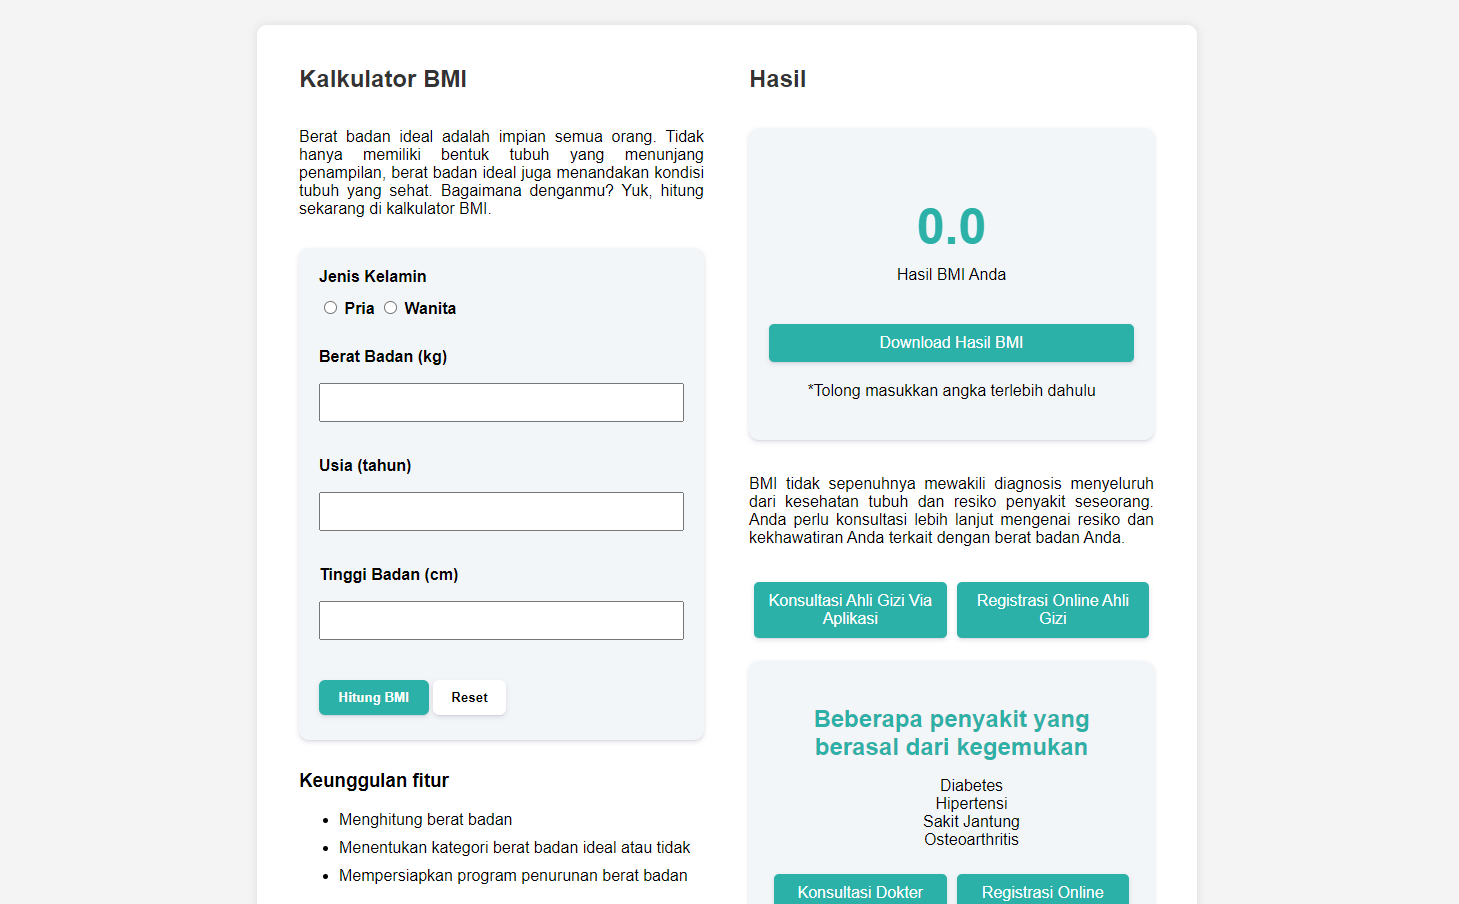 Kalkulator BMI
Berat badan ideal adalah impian semua orang. Tidak
hanya memiliki bentuk tubuh yang menunjang
penampilan, berat badan ideal juga menandakan kondisi
tubuh yang sehat. Bagaimana denganmu? Yuk, hitung
sekarang di kalkulator BMI.
Jenis Kelamin
Pria Wanita
Berat Badan (kg)
Usia (tahun)
Tinggi Badan (cm)
Hitung BMI Reset
Keunggulan fitur
• Menghitung berat badan
• Menentukan kategori berat badan ideal atau tidak
• Mempersiapkan program penurunan berat badan
Hasil
0.0
Hasil BMI Anda
Download Hasil BMI
*Tolong masukkan angka terlebih dahulu
BMI tidak sepenuhnya mewakili diagnosis menyeluruh
dari kesehatan tubuh dan resiko penyakit seseorang.
Anda perlu konsultasi lebih lanjut mengenai resiko dan
kekhawatiran Anda terkait dengan berat badan Anda.
Konsultasi Ahli Gizi Via
Aplikasi
Registrasi Online Ahli
Gizi
Beberapa penyakit yang
berasal dari kegemukan
Diabetes
Hipertensi
Sakit Jantung
Osteoarthritis
Konsultasi Dokter
Registrasi Online